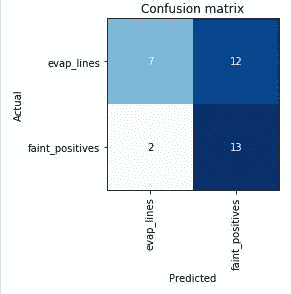 Confusion matrix
Actual
evap_lines 7 12
faint_positives 2 13
evap_lines faint_positives
Predicted